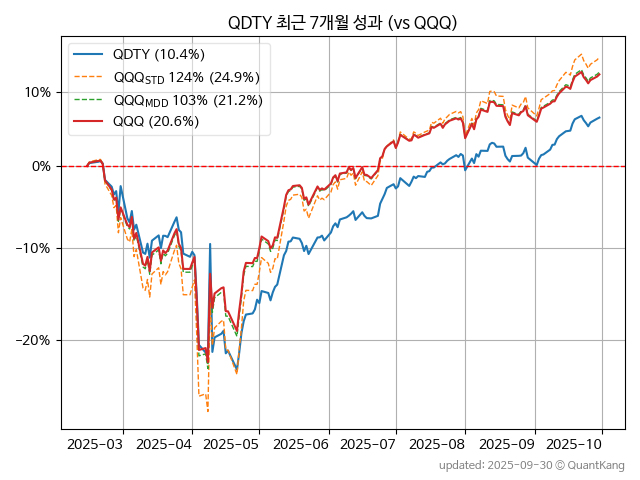 QDTY 최근 7개월 성과 (vs QQQ)
QDTY (10.4%)
QQQSTD 124% (24.9%)
QQQMDD 103% (21.2%)
QQQ (20.6%)
10%
0%
−10%
−20%
2025-03 2025-04 2025-05 2025-06 2025-07 2025-08 2025-09 2025-10
updated: 2025-09-30 © QuantKang